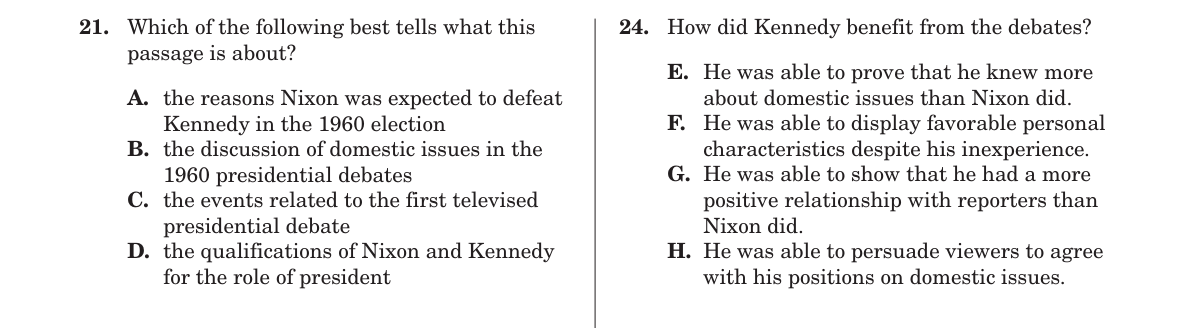 21. Which of the following best tells what this
passage is about?
A. the reasons Nixon was expected to defeat
Kennedy in the 1960 election
B. the discussion of domestic issues in the
1960 presidential debates
C. the events related to the first televised
presidential debate
D. the qualifications of Nixon and Kennedy
for the role of president
24. How did Kennedy benefit from the debates?
E. He was able to prove that he knew more
about domestic issues than Nixon did.
F. He was able to display favorable personal
characteristics despite his inexperience.
G. He was able to show that he had a more
positive relationship with reporters than
Nixon did.
H. He was able to persuade viewers to agree
with his positions on domestic issues.